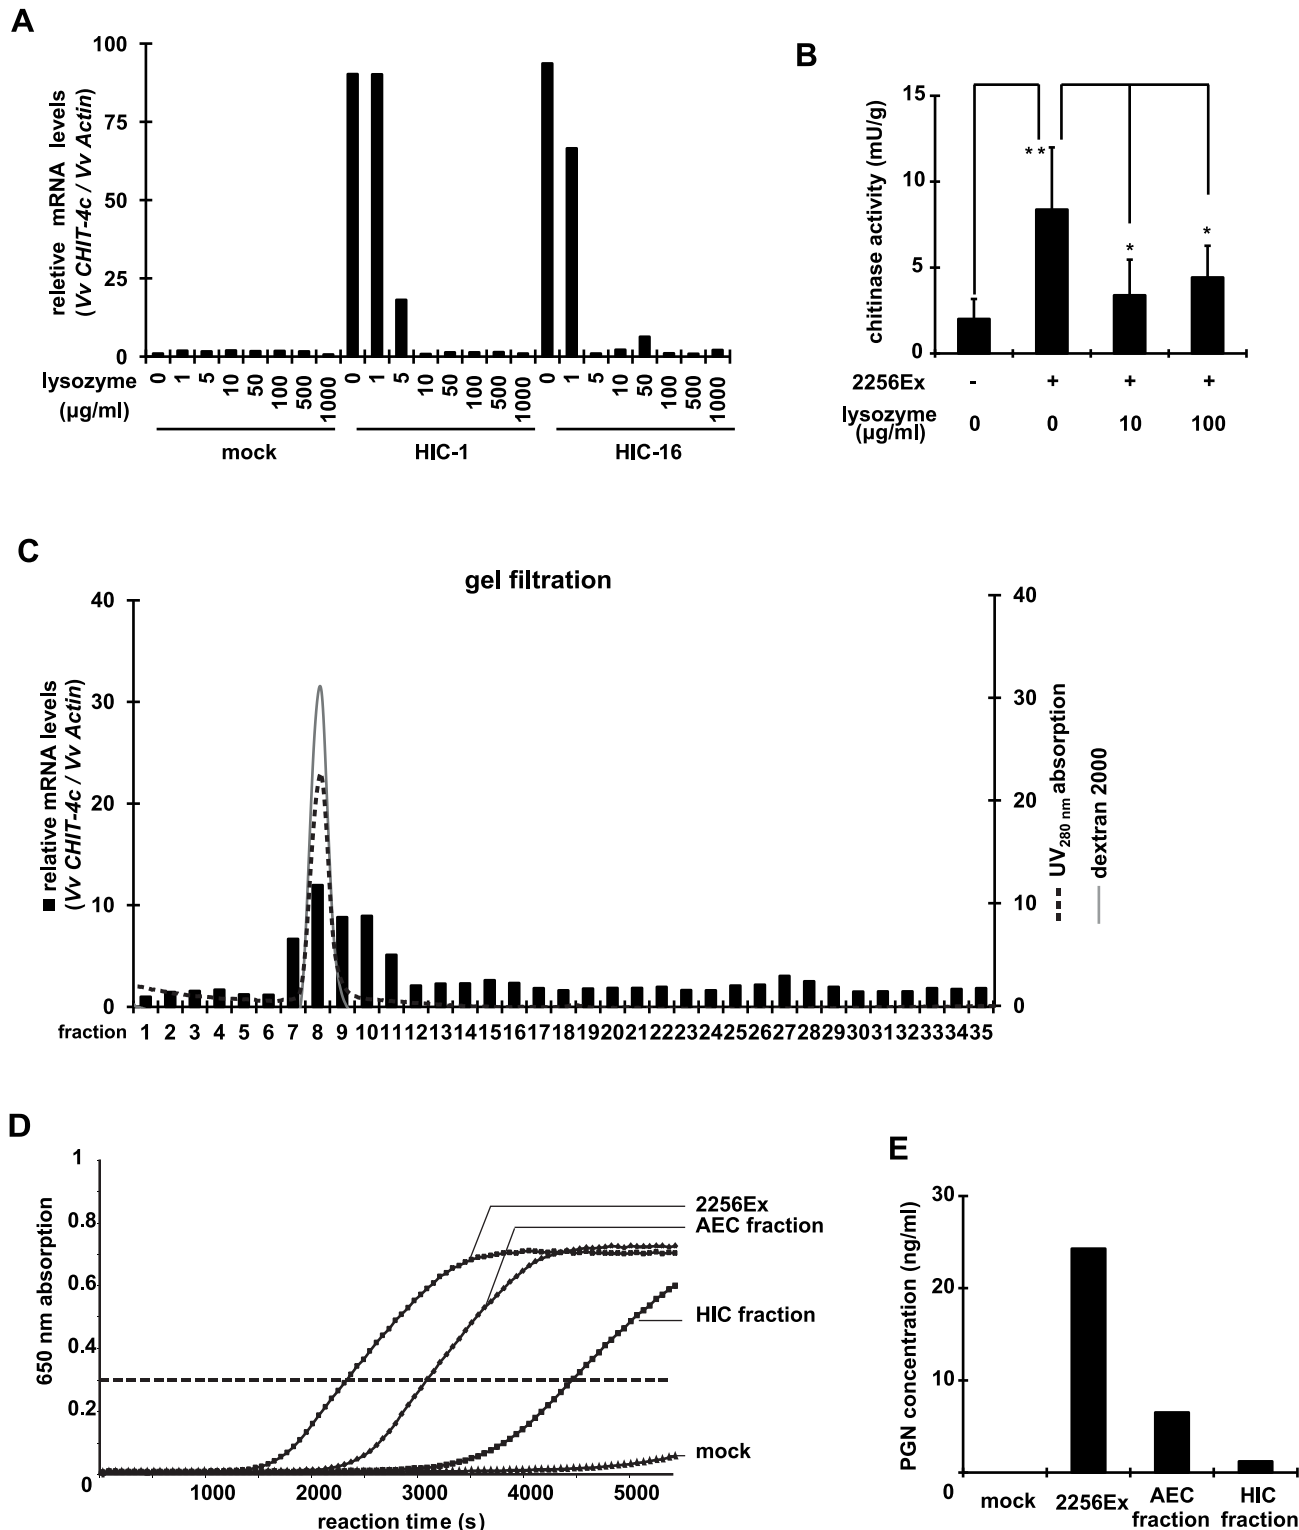 A
reletive mRNA levels
(Vv CHIT-4c / Vv Actin)
100
75
50
25
0
lysozyme
(µg/ml)
0 1 5 10 50 100 500 1000 0 1 5 10 50 100 500 1000 0 1 5 10 50 100 500 1000
mock HIC-1 HIC-16
B
chitinase activity (mU/g)
15
10
5
0
**
*
*
2256Ex - + + +
lysozyme
(µg/ml)
0 0 10 100
C
gel filtration
■ relative mRNA levels
(Vv CHIT-4c / Vv Actin)
40
30
20
10
0
40
30
20
10
0
UV280 nm absorption
dextran 2000
fraction 1 2 3 4 5 6 7 8 9 10 11 12 13 14 15 16 17 18 19 20 21 22 23 24 25 26 27 28 29 30 31 32 33 34 35
D
650 nm absorption
1
0.8
0.6
0.4
0.2
0
2256Ex
AEC fraction
HIC fraction
mock
1000 2000 3000 4000 5000
reaction time (s)
E
PGN concentration (ng/ml)
30
20
10
0
mock 2256Ex AEC fraction HIC fraction